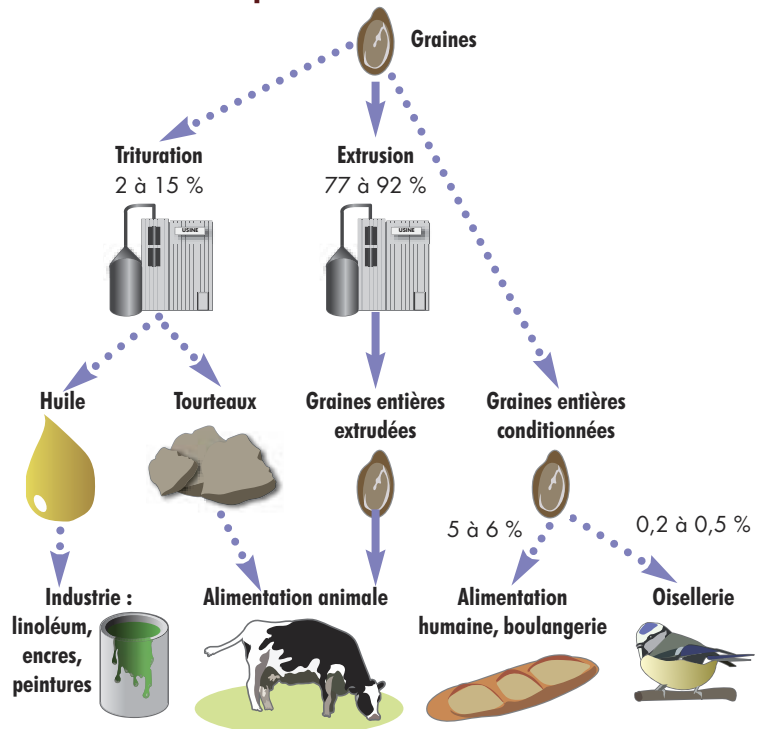 Graines
Trituration
2 à 15 %
Extrusion
77 à 92 %
USINE
USINE
Huile
Tourteaux
Graines entières
extrudées
Graines entières
conditionnées
5 à 6 %
0,2 à 0,5 %
Industrie :
linoléum,
encres,
peintures
Alimentation animale
Alimentation
humaine, boulangerie
Oisellerie